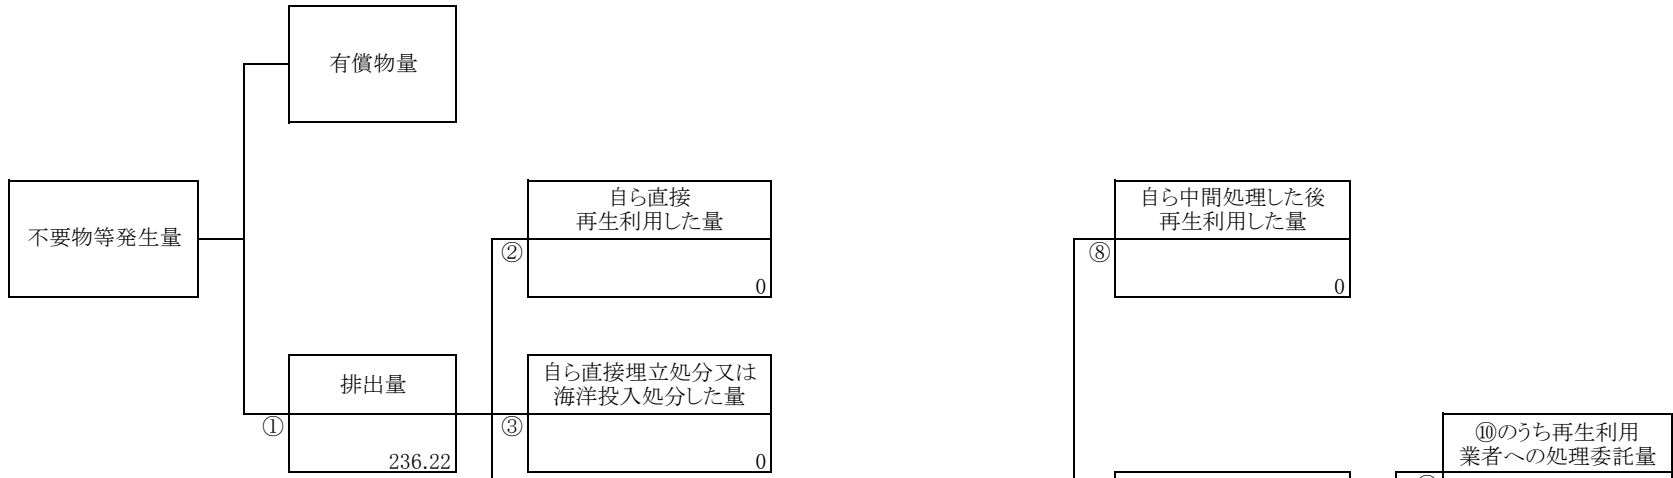 有償物量
不要物等発生量
自ら直接
再生利用した量
②
0
自ら中間処理した後
再生利用した量
⑧
0
排出量
①
236.22
自ら直接埋立処分又は
海洋投入処分した量
③
0
⑩のうち再生利用
業者への処理委託量